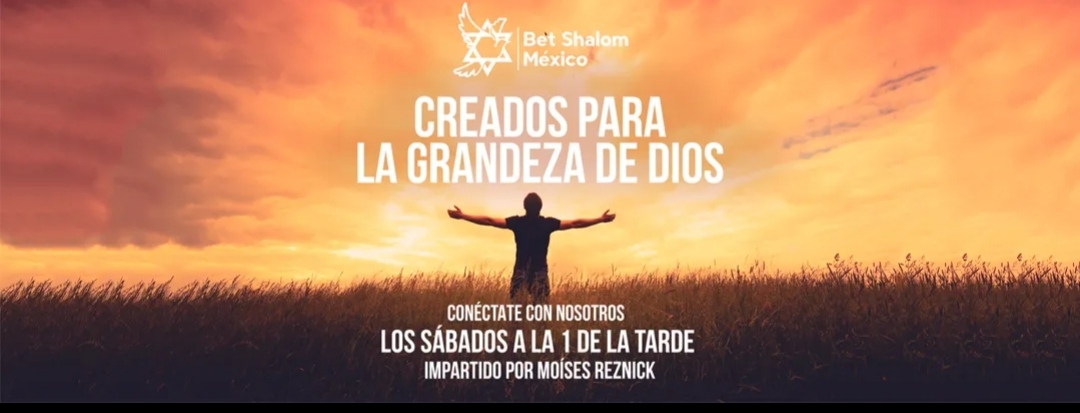 Bet Shalom
México
CREADOS PARA
LA GRANDEZA DE DIOS
CONÉCTATE CON NOSOTROS
LOS SÁBADOS A LA 1 DE LA TARDE
IMPARTIDO POR MOÍSES REZNICK